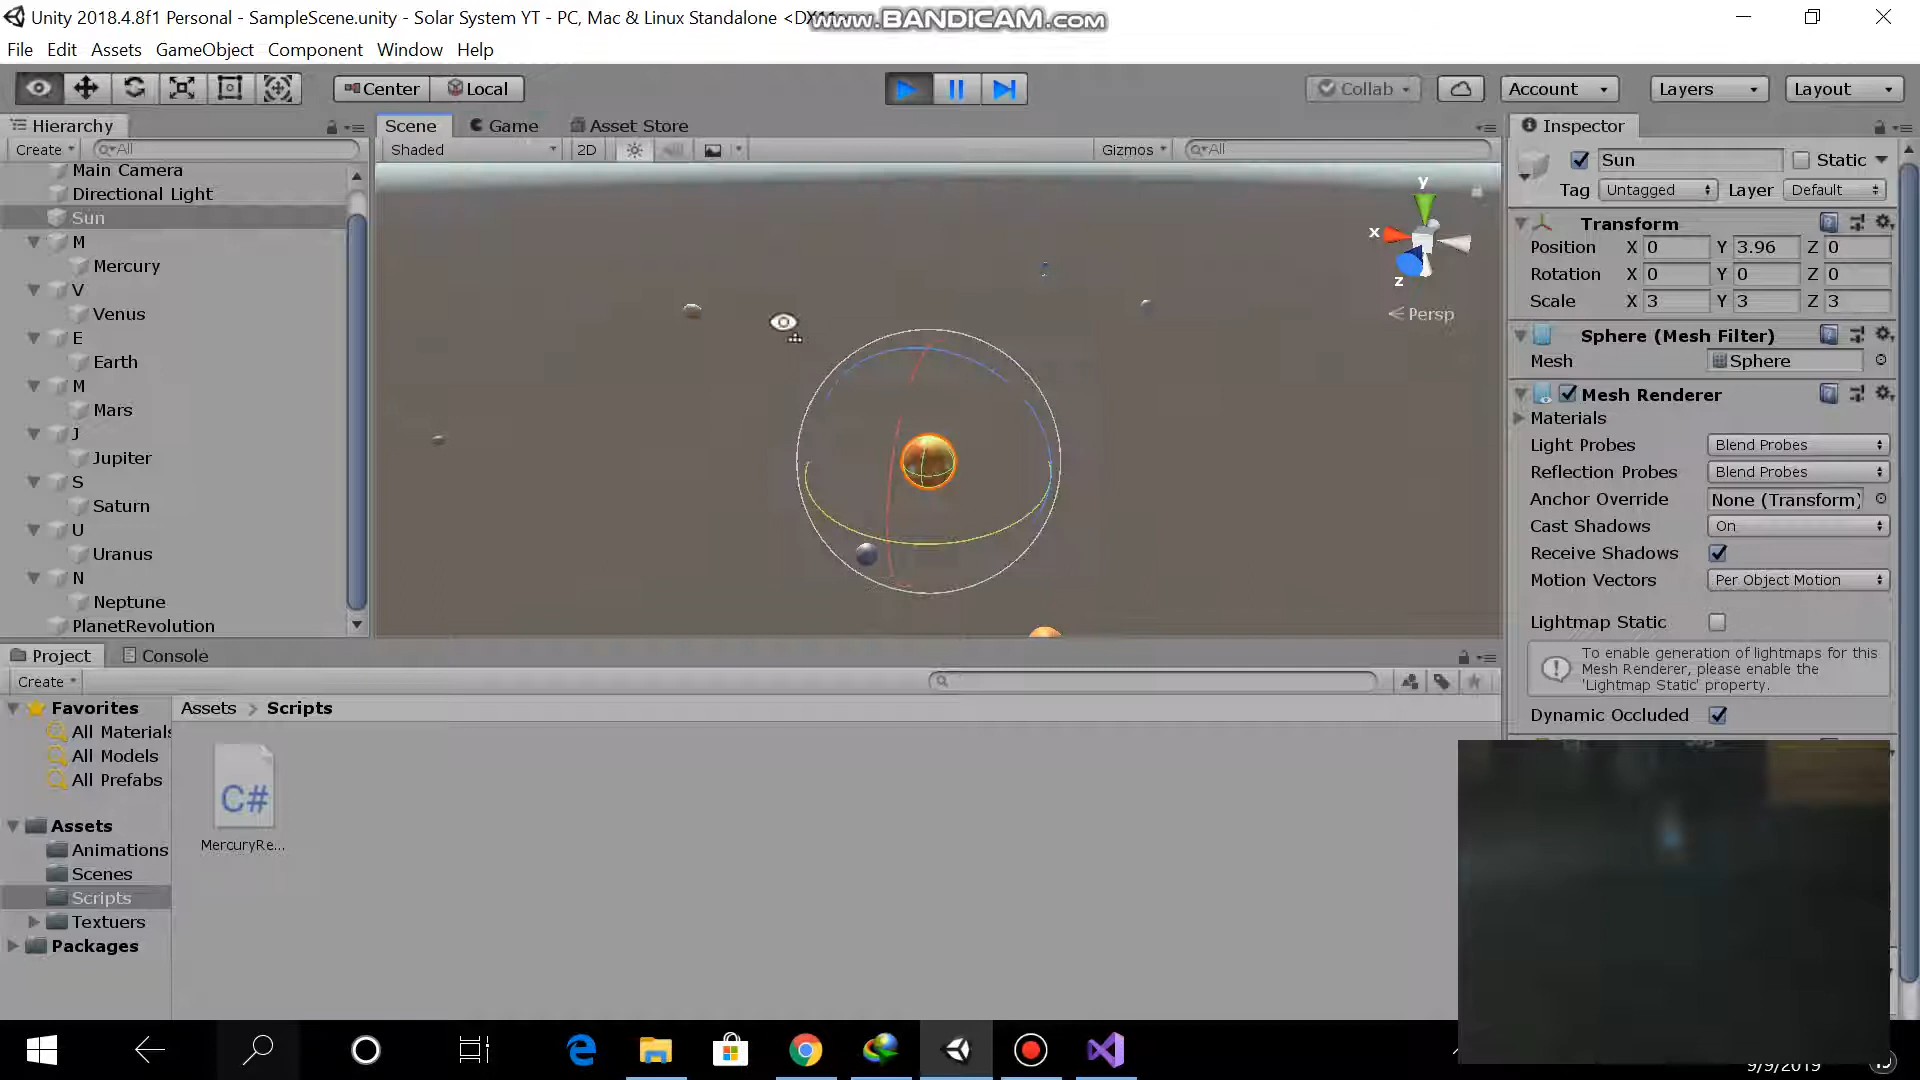 Unity 2018.4.8f1 Personal - SampleScene.unity - Solar System YT - PC, Mac & Linux Standalone <DX11
www.BANDICAM.com
File Edit Assets GameObject Component Window Help
Center Local Collab Account Layers Layout
Hierarchy
Create All
Main Camera
Directional Light
Sun
M
Mercury
V
Venus
E
Earth
M
Mars
J
Jupiter
S
Saturn
U
Uranus
N
Neptune
PlanetRevolution
Scene Game Asset Store
Shaded 2D Gizmos All
y
x
z
Persp
Inspector
Sun Static
Tag Untagged Layer Default
Transform
Position X 0 Y 3.96 Z 0
Rotation X 0 Y 0 Z 0
Scale X 3 Y 3 Z 3
Sphere (Mesh Filter)
Mesh Sphere
Mesh Renderer
Materials
Light Probes Blend Probes
Reflection Probes Blend Probes
Anchor Override None (Transform)
Cast Shadows On
Receive Shadows
Motion Vectors Per Object Motion
Lightmap Static
To enable generation of lightmaps for this
Mesh Renderer, please enable the
'Lightmap Static' property.
Dynamic Occluded
Project Console
Create
Favorites
All Materials
All Models
All Prefabs
Assets
Animations
Scenes
Scripts
Textuers
Packages
Assets > Scripts
C#
MercuryRe...
9/9/2019